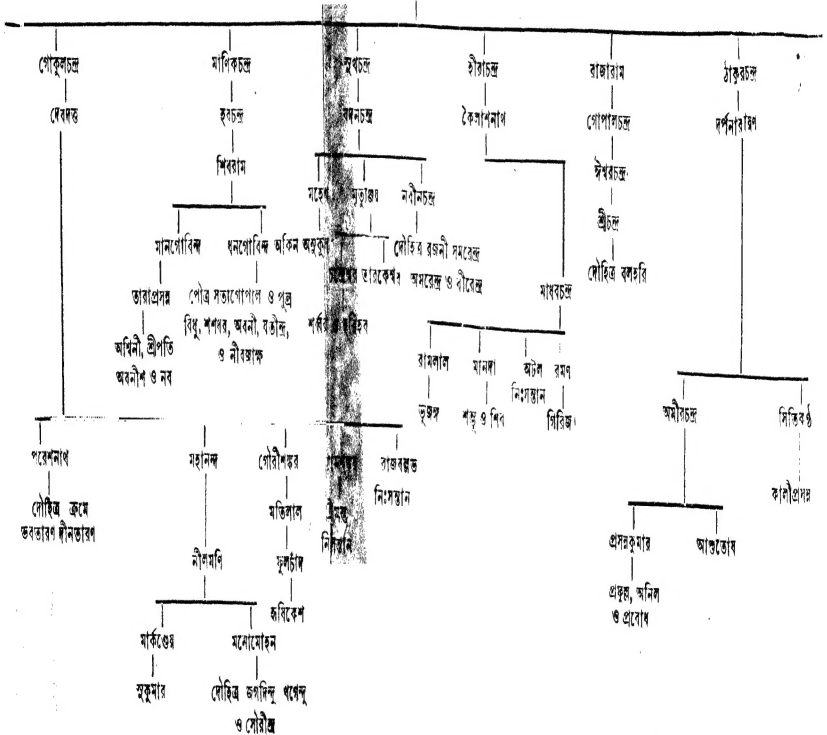 গোকুলচন্দ্র মাণিকচন্দ্র সুখচন্দ্র হীরাচন্দ্র রাজারাম ঠাকুরচন্দ্র
দেবদত্ত হরচন্দ্র বদনচন্দ্র কৈলাশনাথ গোপালচন্দ্র দর্পনারায়ণ
শিবরাম ঈশ্বরচন্দ্র
মহেশ মৃত্যুঞ্জয় নবীনচন্দ্র
শ্রীচন্দ্র
মানগোবিন্দ ধনগোবিন্দ অকিন অনুকূল দৌহিত্র রজনী সমরেন্দ্র
তারকেশ্বর অমরেন্দ্র ও বীরেন্দ্র
দৌহিত্র বলহরি
মাধবচন্দ্র
তারাপ্রসন্ন পৌত্র সত্যগোপাল ও পুত্র
বিধু, শশধর, অবনী, যতীন্দ্র,
ও নীরজাক্ষ
অশ্বিনী, শ্রীপতি
অবনীশ ও নব
রামলাল মানদা অটল রমণ
নিঃসন্তান
ভূজঙ্গ শম্ভু ও শিব গিরিজা
অমীরচন্দ্র সিতিকণ্ঠ
পরেশনাথ মহানন্দ গৌরীশঙ্কর রাজবল্লভ
নিঃসন্তান
কালীপ্রসন্ন
দৌহিত্র ক্রমে
ভবতারণ দীনতারণ
মতিলাল শ্রীমন্ত
নিঃসন্তান
প্রসন্নকুমার আশুতোষ
নীলমণি ফুলচাঁদ
প্রফুল্ল, অনিল
ও প্রবোধ
হৃষিকেশ
মার্কণ্ডেয় মনোমোহন
সুকুমার দৌহিত্র জগদিন্দু খগেন্দু
ও সৌরীন্দ্র